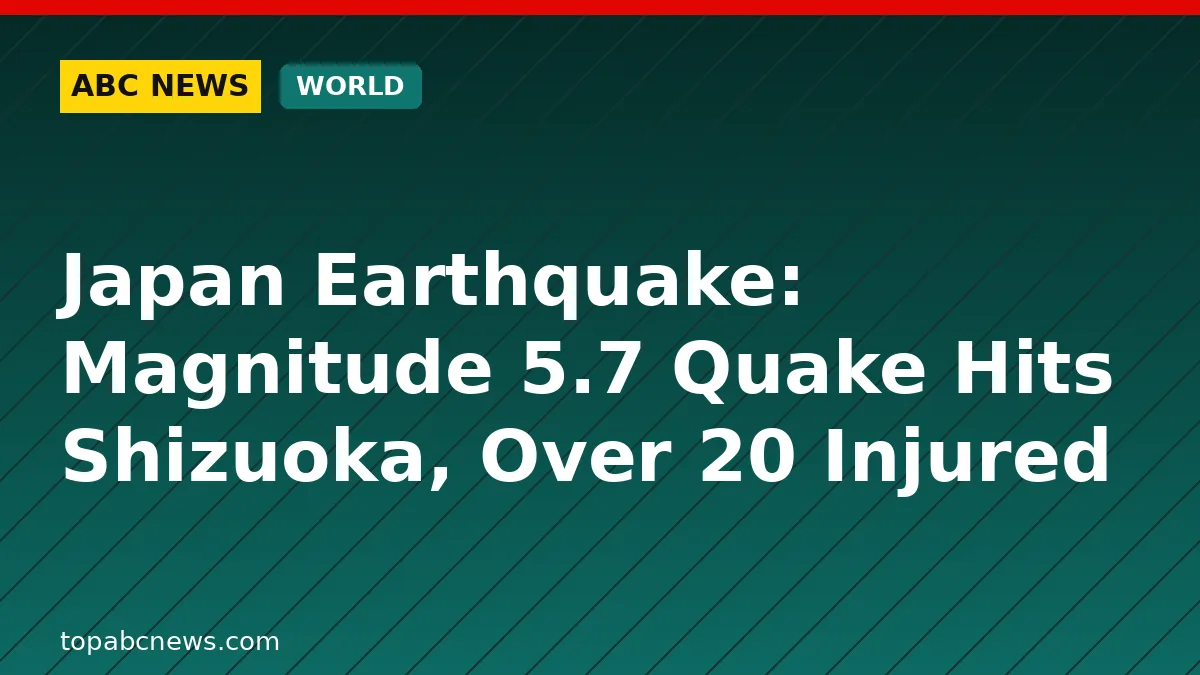 ABC NEWS
WORLD
Japan Earthquake:
Magnitude 5.7 Quake Hits
Shizuoka, Over 20 Injured
topabcnews.com